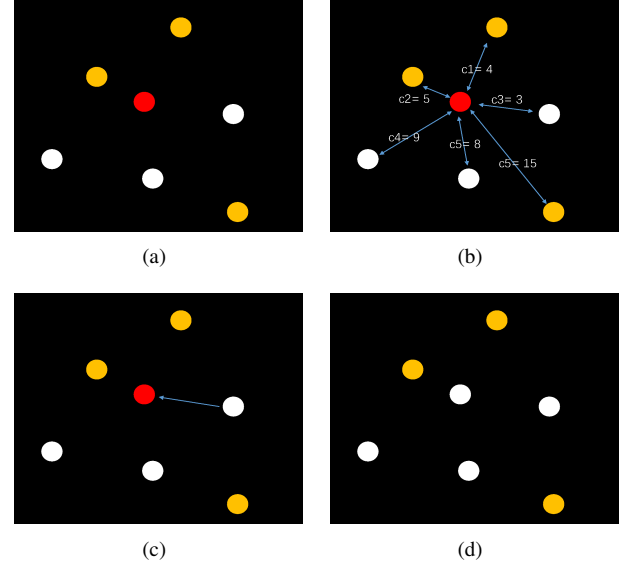 c1= 4
c2= 5
c3= 3
c4= 9
c5= 8
c5= 15
(a)
(b)
(c)
(d)